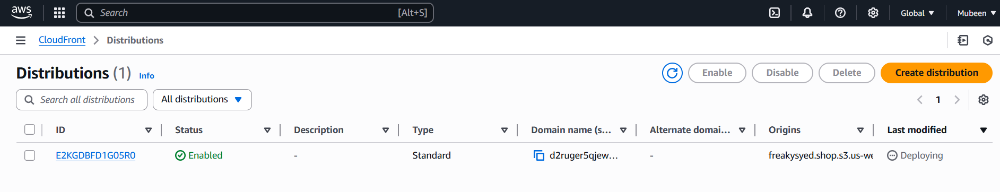 aws Search [Alt+S] Global Mubeen
CloudFront Distributions
Distributions (1) Info Enable Disable Delete Create distribution
Search all distributions All distributions 1
ID Status Description Type Domain name (s... Alternate domai... Origins Last modified
E2KGDBFD1G05R0 Enabled - Standard d2ruger5qjew... - freakysyed.shop.s3.us-we Deploying